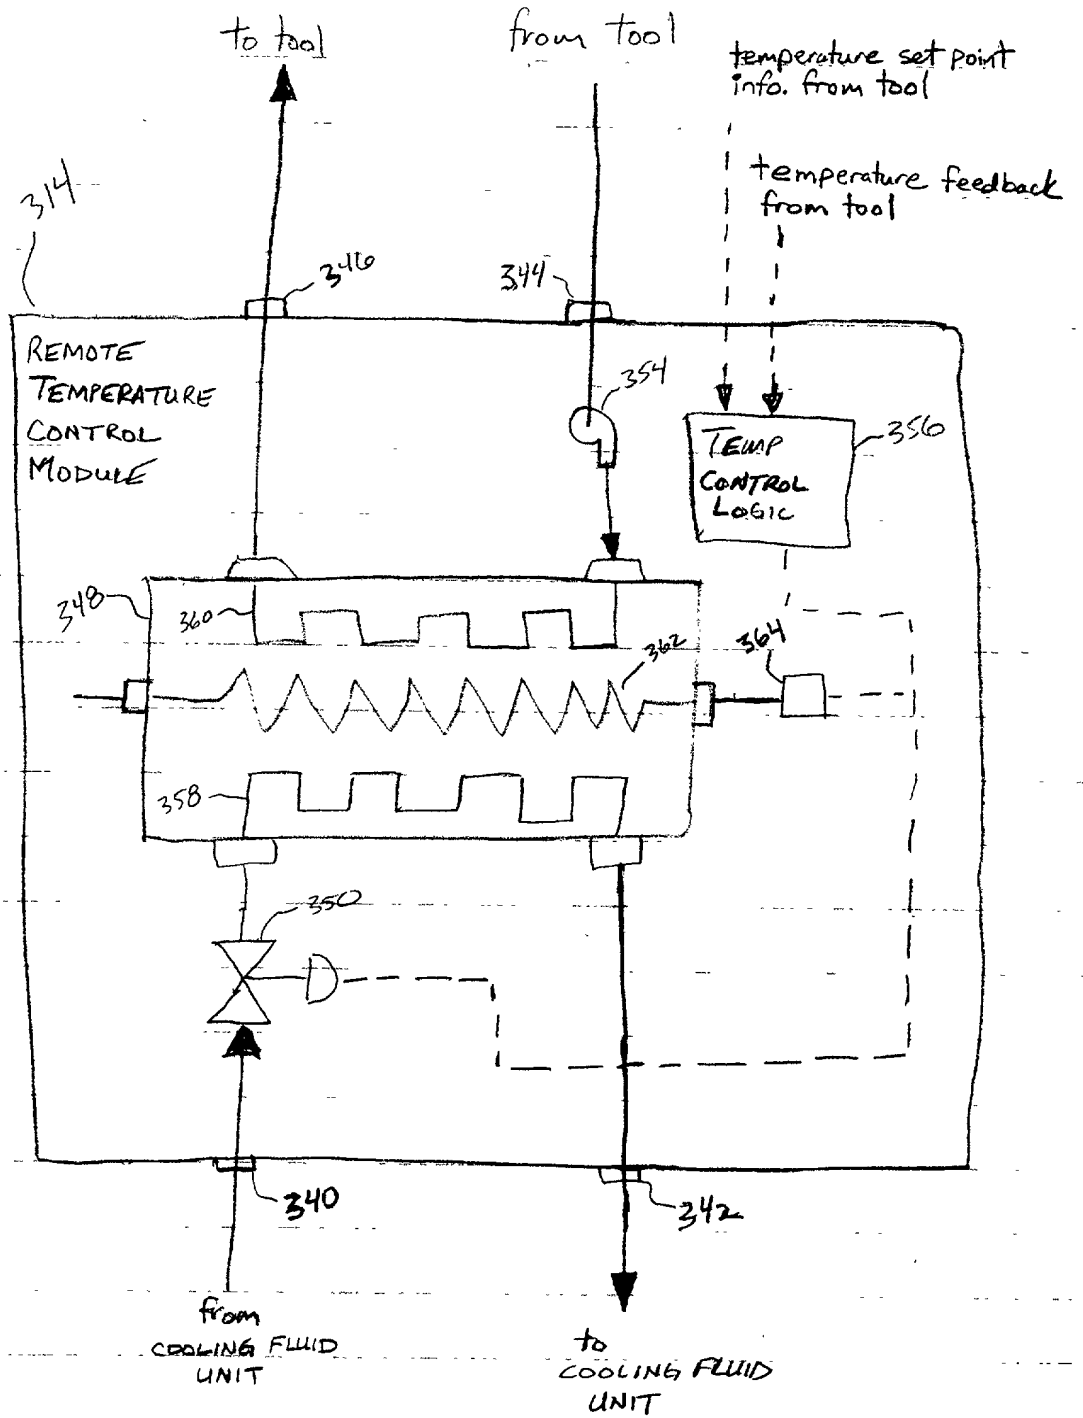 to tool
from tool
temperature set point
info. from tool
temperature feedback
from tool
314
346
344
REMOTE
TEMPERATURE
CONTROL
MODULE
354
356
TEMP
CONTROL
LOGIC
348
360
362
364
358
350
340
342
from
COOLING FLUID
UNIT
to
COOLING FLUID
UNIT